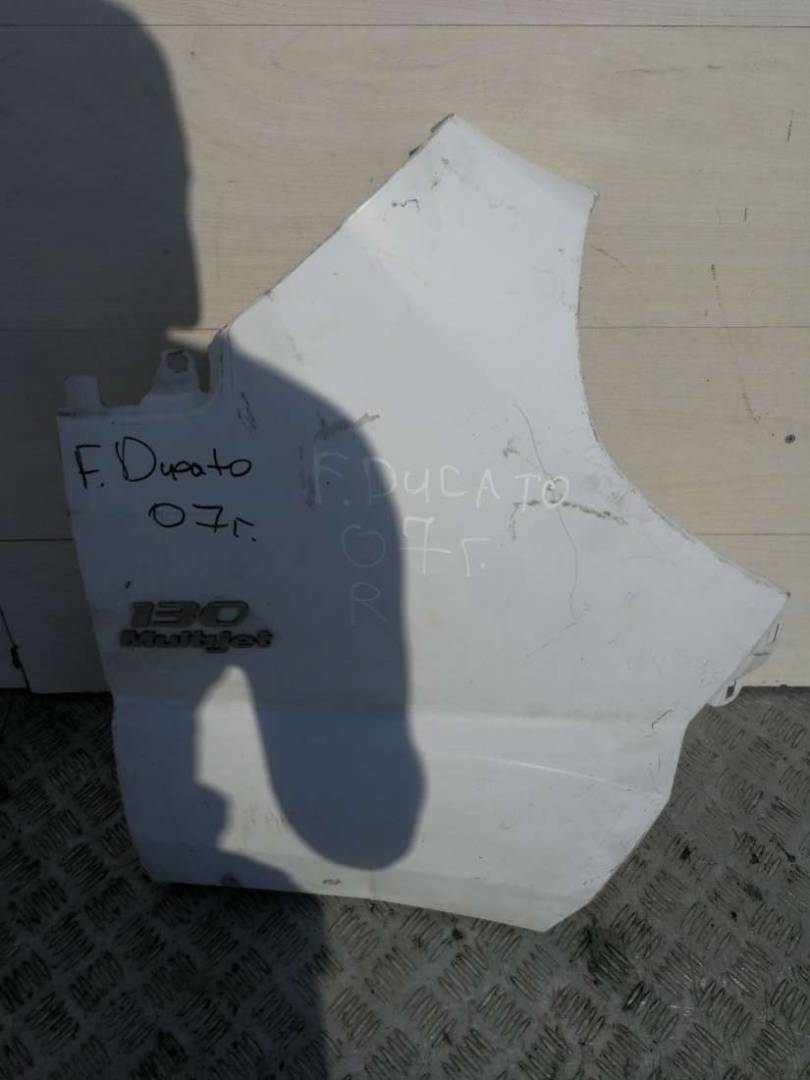 F. Ducato
07г.
F. DUCATO
07г.
R
130
Multijet